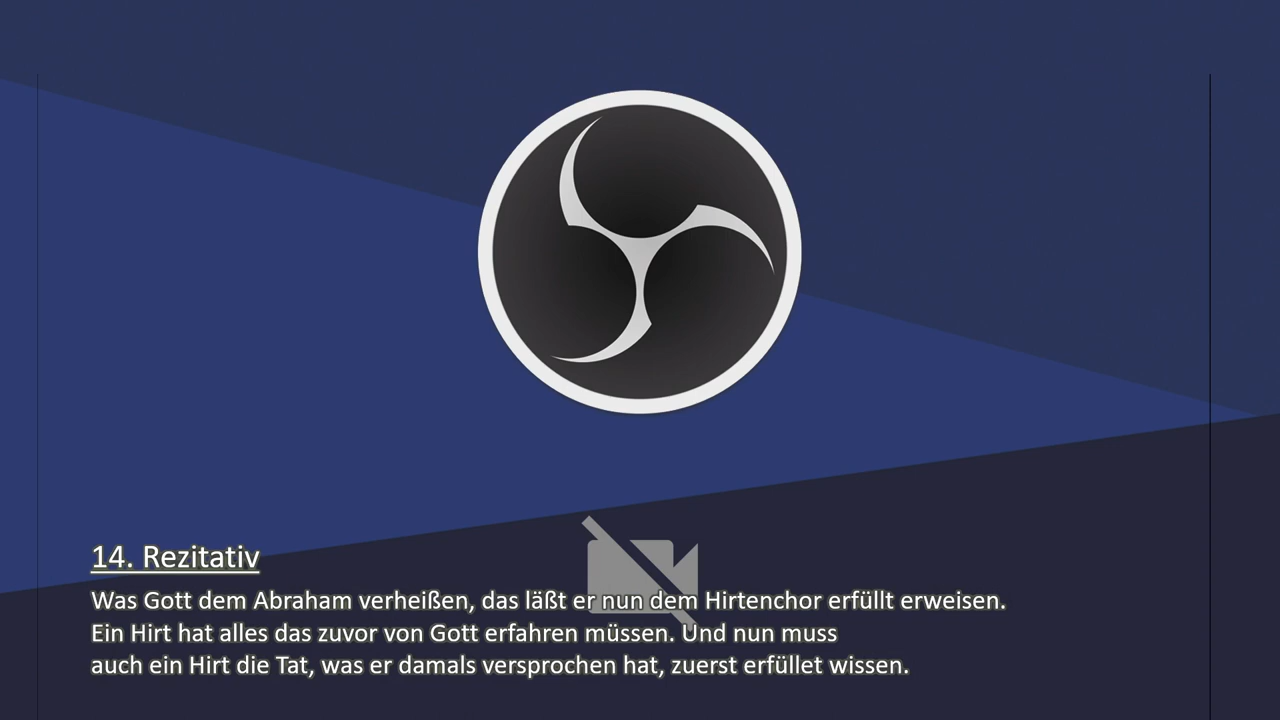 14. Rezitativ
Was Gott dem Abraham verheißen, das läßt er nun dem Hirtenchor erfüllt erweisen.
Ein Hirt hat alles das zuvor von Gott erfahren müssen. Und nun muss
auch ein Hirt die Tat, was er damals versprochen hat, zuerst erfüllet wissen.